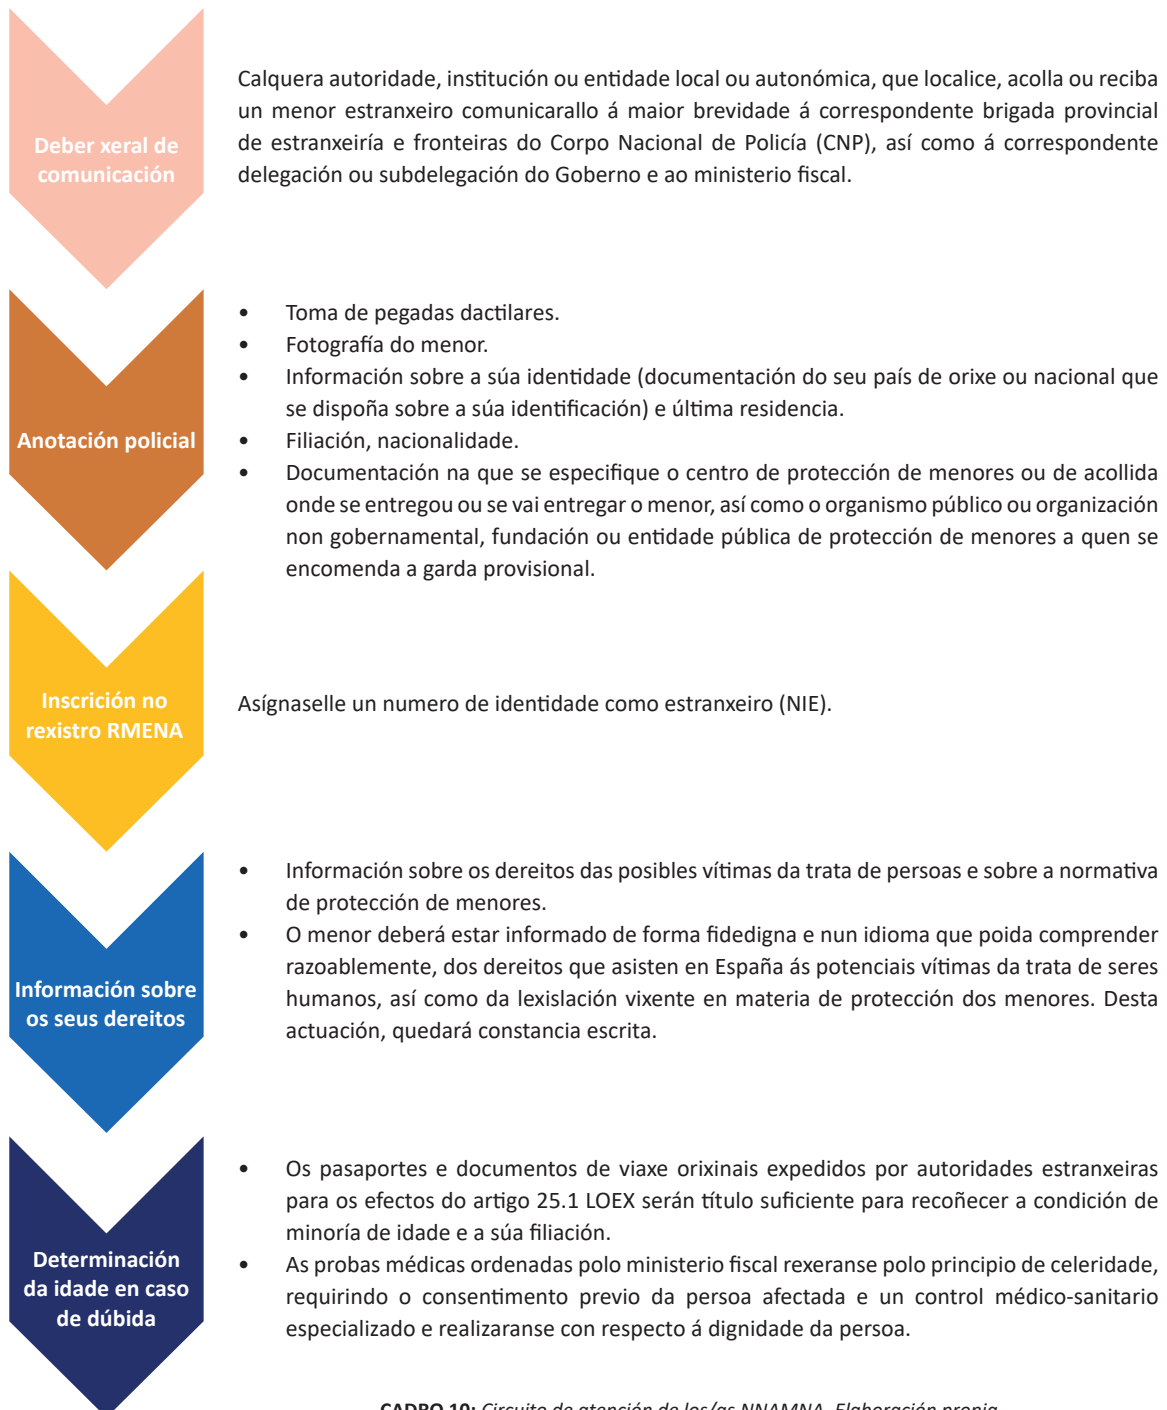 Deber xeral de
comunicación
Calquera autoridade, institución ou entidade local ou autonómica, que localice, acolla ou reciba
un menor estranxeiro comunicarallo á maior brevidade á correspondente brigada provincial
de estranxeiría e fronteiras do Corpo Nacional de Policía (CNP), así como á correspondente
delegación ou subdelegación do Goberno e ao ministerio fiscal.
Anotación policial
• Toma de pegadas dactilares.
• Fotografía do menor.
• Información sobre a súa identidade (documentación do seu país de orixe ou nacional que
se dispoña sobre a súa identificación) e última residencia.
• Filiación, nacionalidade.
• Documentación na que se especifique o centro de protección de menores ou de acollida
onde se entregou ou se vai entregar o menor, así como o organismo público ou organización
non gobernamental, fundación ou entidade pública de protección de menores a quen se
encomenda a garda provisional.
Inscrición no
rexistro RMENA
Asígnaselle un numero de identidade como estranxeiro (NIE).
Información sobre
os seus dereitos
• Información sobre os dereitos das posibles vítimas da trata de persoas e sobre a normativa
de protección de menores.
• O menor deberá estar informado de forma fidedigna e nun idioma que poida comprender
razoablemente, dos dereitos que asisten en España ás potenciais vítimas da trata de seres
humanos, así como da lexislación vixente en materia de protección dos menores. Desta
actuación, quedará constancia escrita.
Determinación
da idade en caso
de dúbida
• Os pasaportes e documentos de viaxe orixinais expedidos por autoridades estranxeiras
para os efectos do artigo 25.1 LOEX serán título suficiente para recoñecer a condición de
minoría de idade e a súa filiación.
• As probas médicas ordenadas polo ministerio fiscal rexeranse polo principio de celeridade,
requirindo o consentimento previo da persoa afectada e un control médico-sanitario
especializado e realizaranse con respecto á dignidade da persoa.
CADRO 10: Circuito de atención de los/as NNAMNA. Elaboración propia